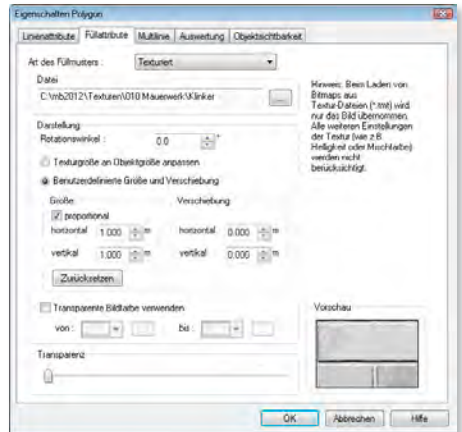 Eigenschaften Polygon
Linienattribute Füllattribute Multilinie Auswertung Objektsichtbarkeit
Art des Füllmusters : Texturiert
Datei
C:\mb2012\Texturen\010 Mauerwerk\Klinker ...
Hinweis: Beim Laden von
Bitmaps aus
Textur-Dateien (*.tmt) wird
nur das Bild übernommen.
Alle weiteren Einstellungen
der Textur (wie z.B.
Helligkeit oder Mischfarbe)
werden nicht
berücksichtigt.
Darstellung
Rotationswinkel : 0.0 °
Texturgröße an Objektgröße anpassen
Benutzerdefinierte Größe und Verschiebung
Größe Verschiebung
proportional
horizontal 1.000 m horizontal 0.000 m
vertikal 1.000 m vertikal 0.000 m
Zurücksetzen
Transparente Bildfarbe verwenden
von : bis :
Vorschau
Transparenz
OK Abbrechen Hilfe